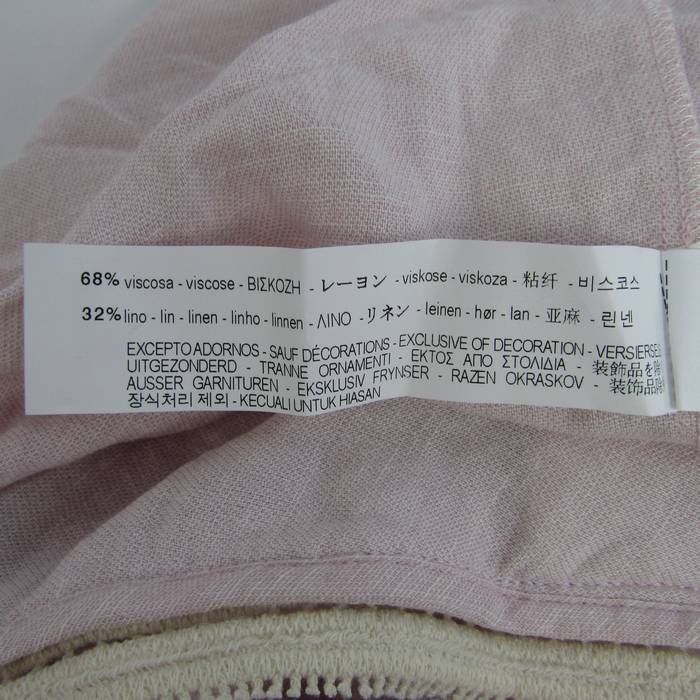 68% viscosa - viscose - ΒΙΣΚΟΖΗ - レーヨン - viskose - viskoza - 粘纤 - 비스코스
32% lino - lin - linen - linho - linnen - ΛΙΝΟ - リネン - leinen - hør - lan - 亚麻 - 린넨
EXCEPTO ADORNOS - SAUF DÉCORATIONS - EXCLUSIVE OF DECORATION - VERSIERSELS
UITGEZONDERD - TRANNE ORNAMENTI - ΕΚΤΟΣ ΑΠΟ ΣΤΟΛΙΔΙΑ - 装飾品を除
AUSSER GARNITUREN - EKSKLUSIV FRYNSER - RAZEN OKRASKOV - 装饰品除
장식처리 제외 - KECUALI UNTUK HIASAN